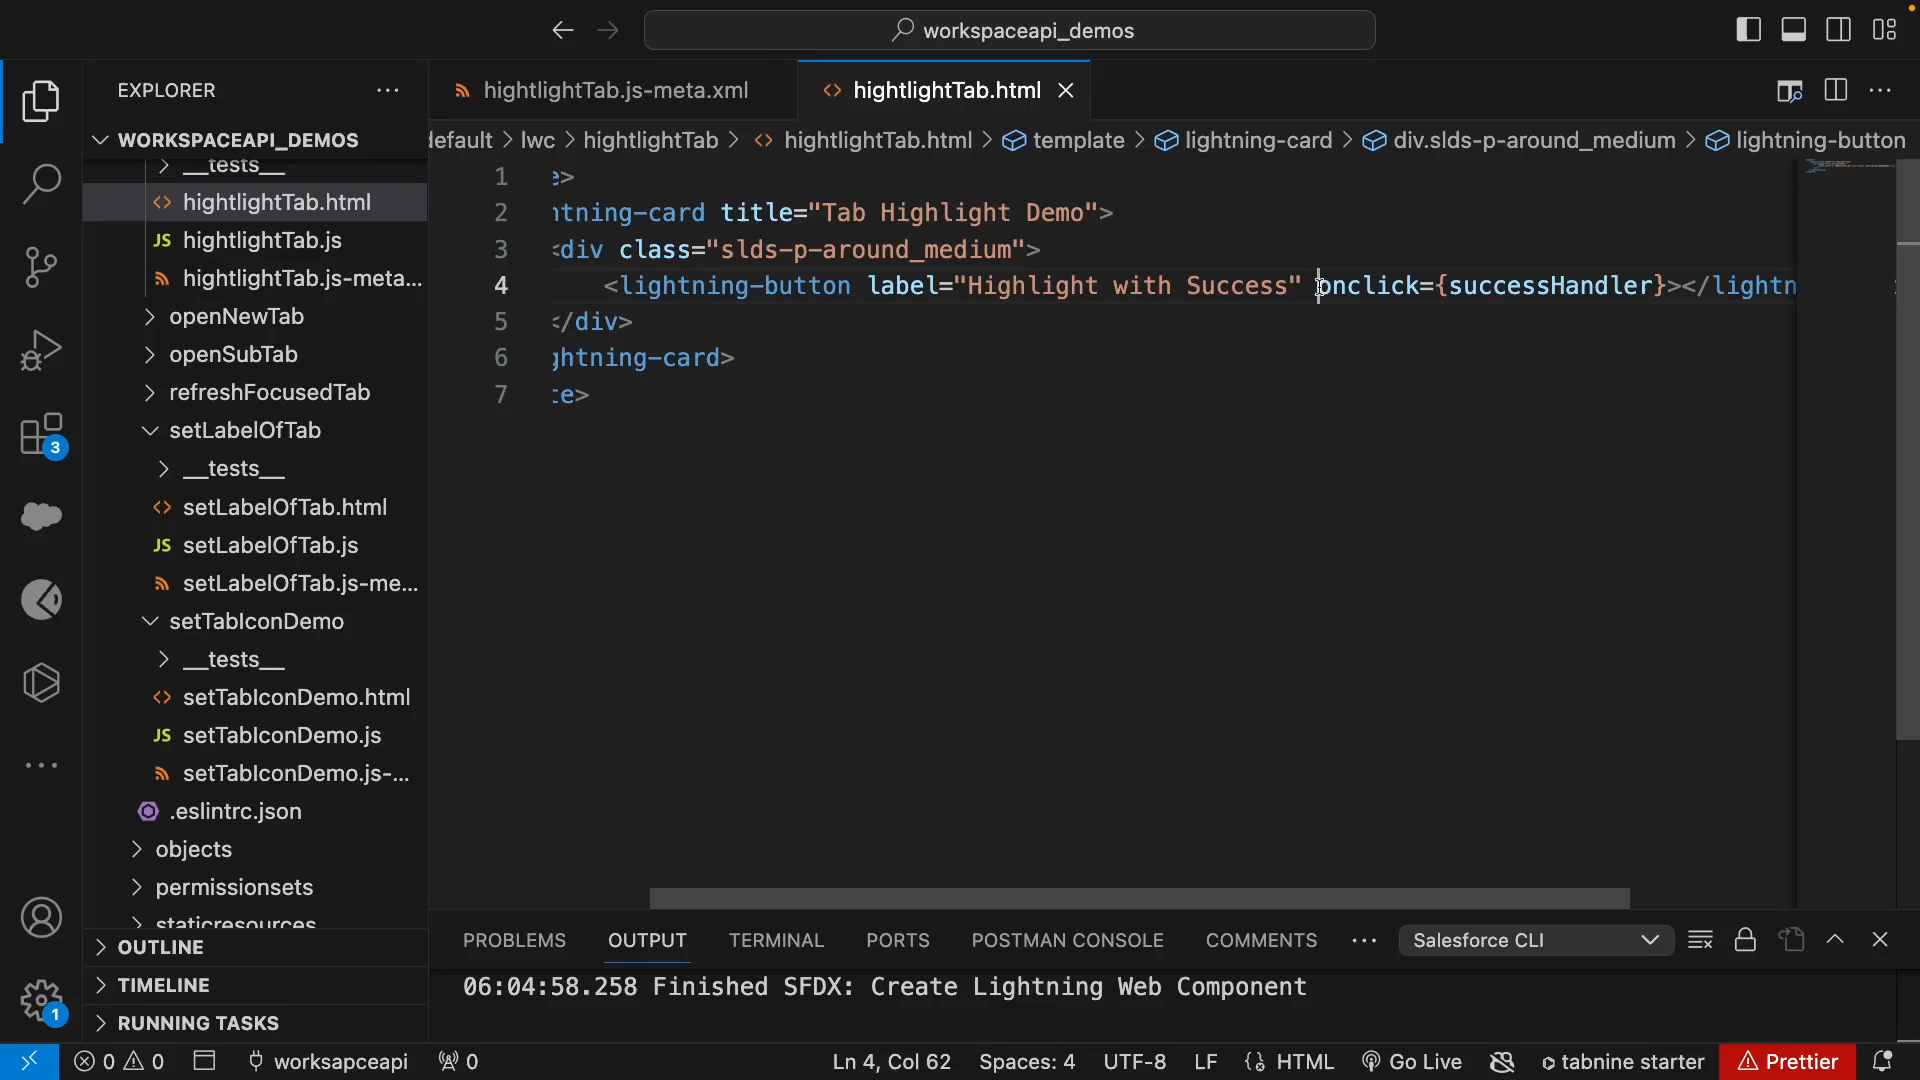 workspaceapi_demos
EXPLORER
WORKSPACEAPI_DEMOS
__tests__
hightlightTab.html
hightlightTab.js
hightlightTab.js-meta...
openNewTab
openSubTab
refreshFocusedTab
setLabelOfTab
__tests__
setLabelOfTab.html
setLabelOfTab.js
setLabelOfTab.js-me...
setTabIconDemo
__tests__
setTabIconDemo.html
setTabIconDemo.js
setTabIconDemo.js-...
.eslintrc.json
objects
permissionsets
staticresources
OUTLINE
TIMELINE
RUNNING TASKS
3
1
hightlightTab.js-meta.xml
hightlightTab.html
default > lwc > hightlightTab > hightlightTab.html > template > lightning-card > div.slds-p-around_medium > lightning-button
1 e>
2 htning-card title="Tab Highlight Demo">
3 <div class="slds-p-around_medium">
4 <lightning-button label="Highlight with Success" onclick={successHandler}></lightn
5 </div>
6 ghtning-card>
7 te>
PROBLEMS OUTPUT TERMINAL PORTS POSTMAN CONSOLE COMMENTS ... Salesforce CLI
06:04:58.258 Finished SFDX: Create Lightning Web Component
0 0 worksapceapi 0 Ln 4, Col 62 Spaces: 4 UTF-8 LF HTML Go Live tabnine starter Prettier